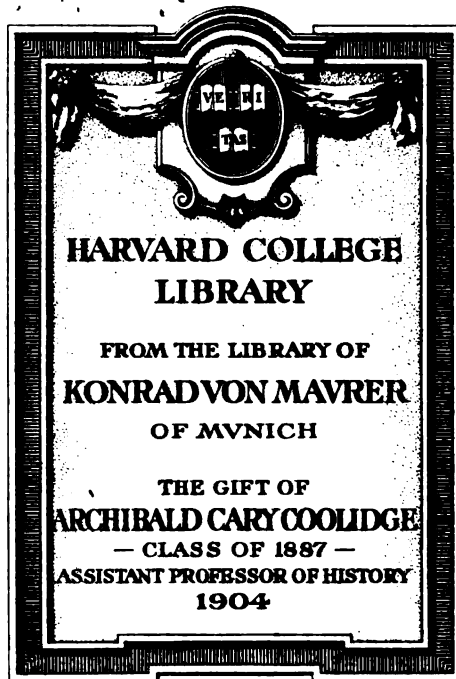 VE RI
TAS
HARVARD COLLEGE
LIBRARY
FROM THE LIBRARY OF
KONRAD VON MAVRER
OF MVNICH
THE GIFT OF
ARCHIBALD CARY COOLIDGE
— CLASS OF 1887 —
ASSISTANT PROFESSOR OF HISTORY
1904